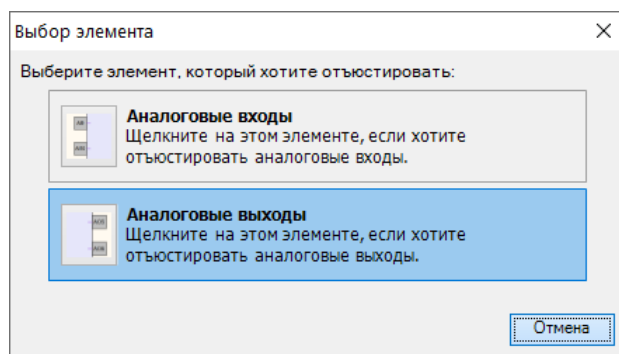 Выбор элемента
Выберите элемент, который хотите отъюстировать:
Аналоговые входы
Щелкните на этом элементе, если хотите
отъюстировать аналоговые входы.
Аналоговые выходы
Щелкните на этом элементе, если хотите
отъюстировать аналоговые выходы.
Отмена